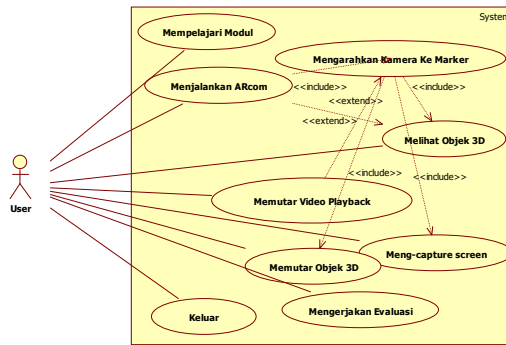 System
Mempelajari Modul
Mengarahkan Kamera Ke Marker
Menjalankan ARcom
<<include>>
<<include>>
<<extend>>
<<extend>>
Melihat Objek 3D
<<include>>
<<include>>
User
Memutar Video Playback
Memutar Objek 3D
Meng-capture screen
Keluar
Mengerjakan Evaluasi